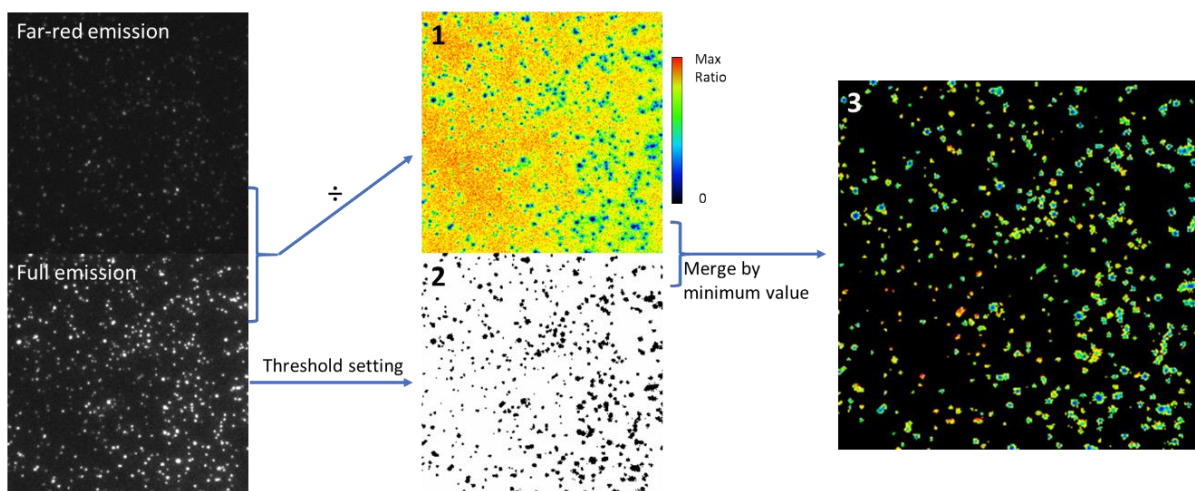 Far-red emission
1
Max
Ratio
0
3
÷
Full emission
2
Merge by
minimum value
Threshold setting